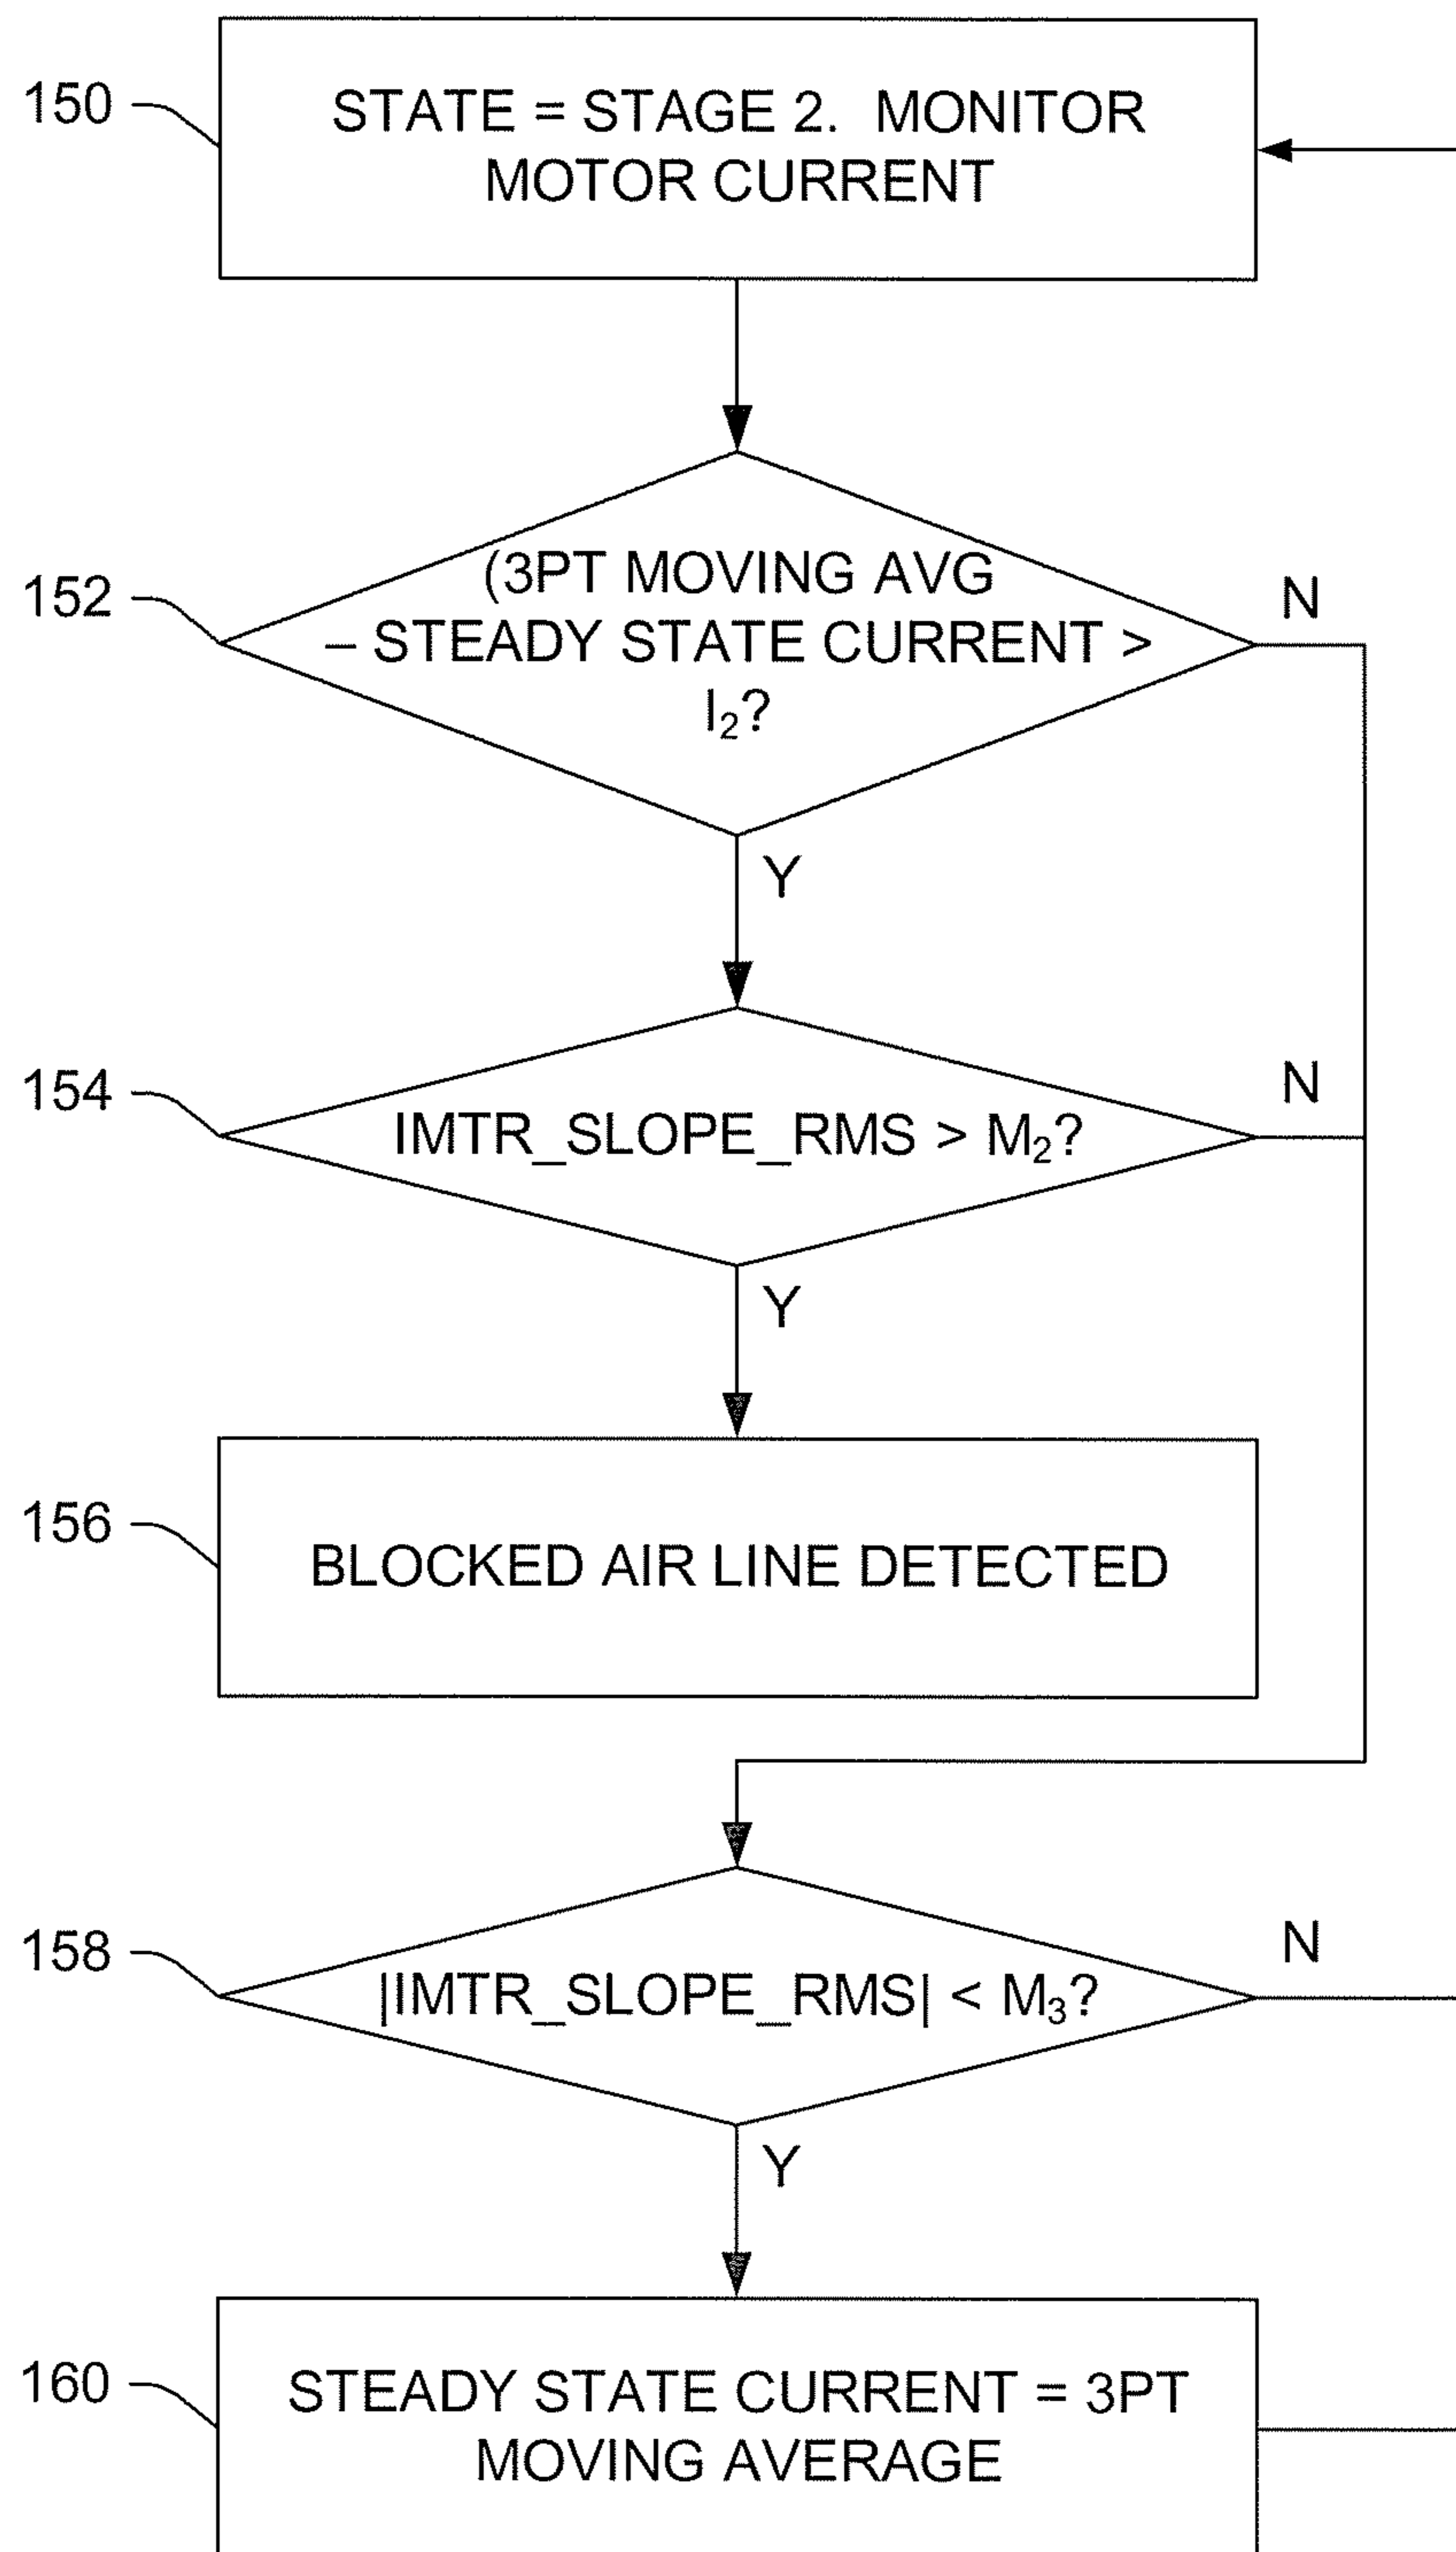 150
STATE = STAGE 2. MONITOR
MOTOR CURRENT
152
(3PT MOVING AVG
– STEADY STATE CURRENT >
I₂?
N
Y
154
IMTR_SLOPE_RMS > M₂?
N
Y
156
BLOCKED AIR LINE DETECTED
158
|IMTR_SLOPE_RMS| < M₃?
N
Y
160
STEADY STATE CURRENT = 3PT
MOVING AVERAGE